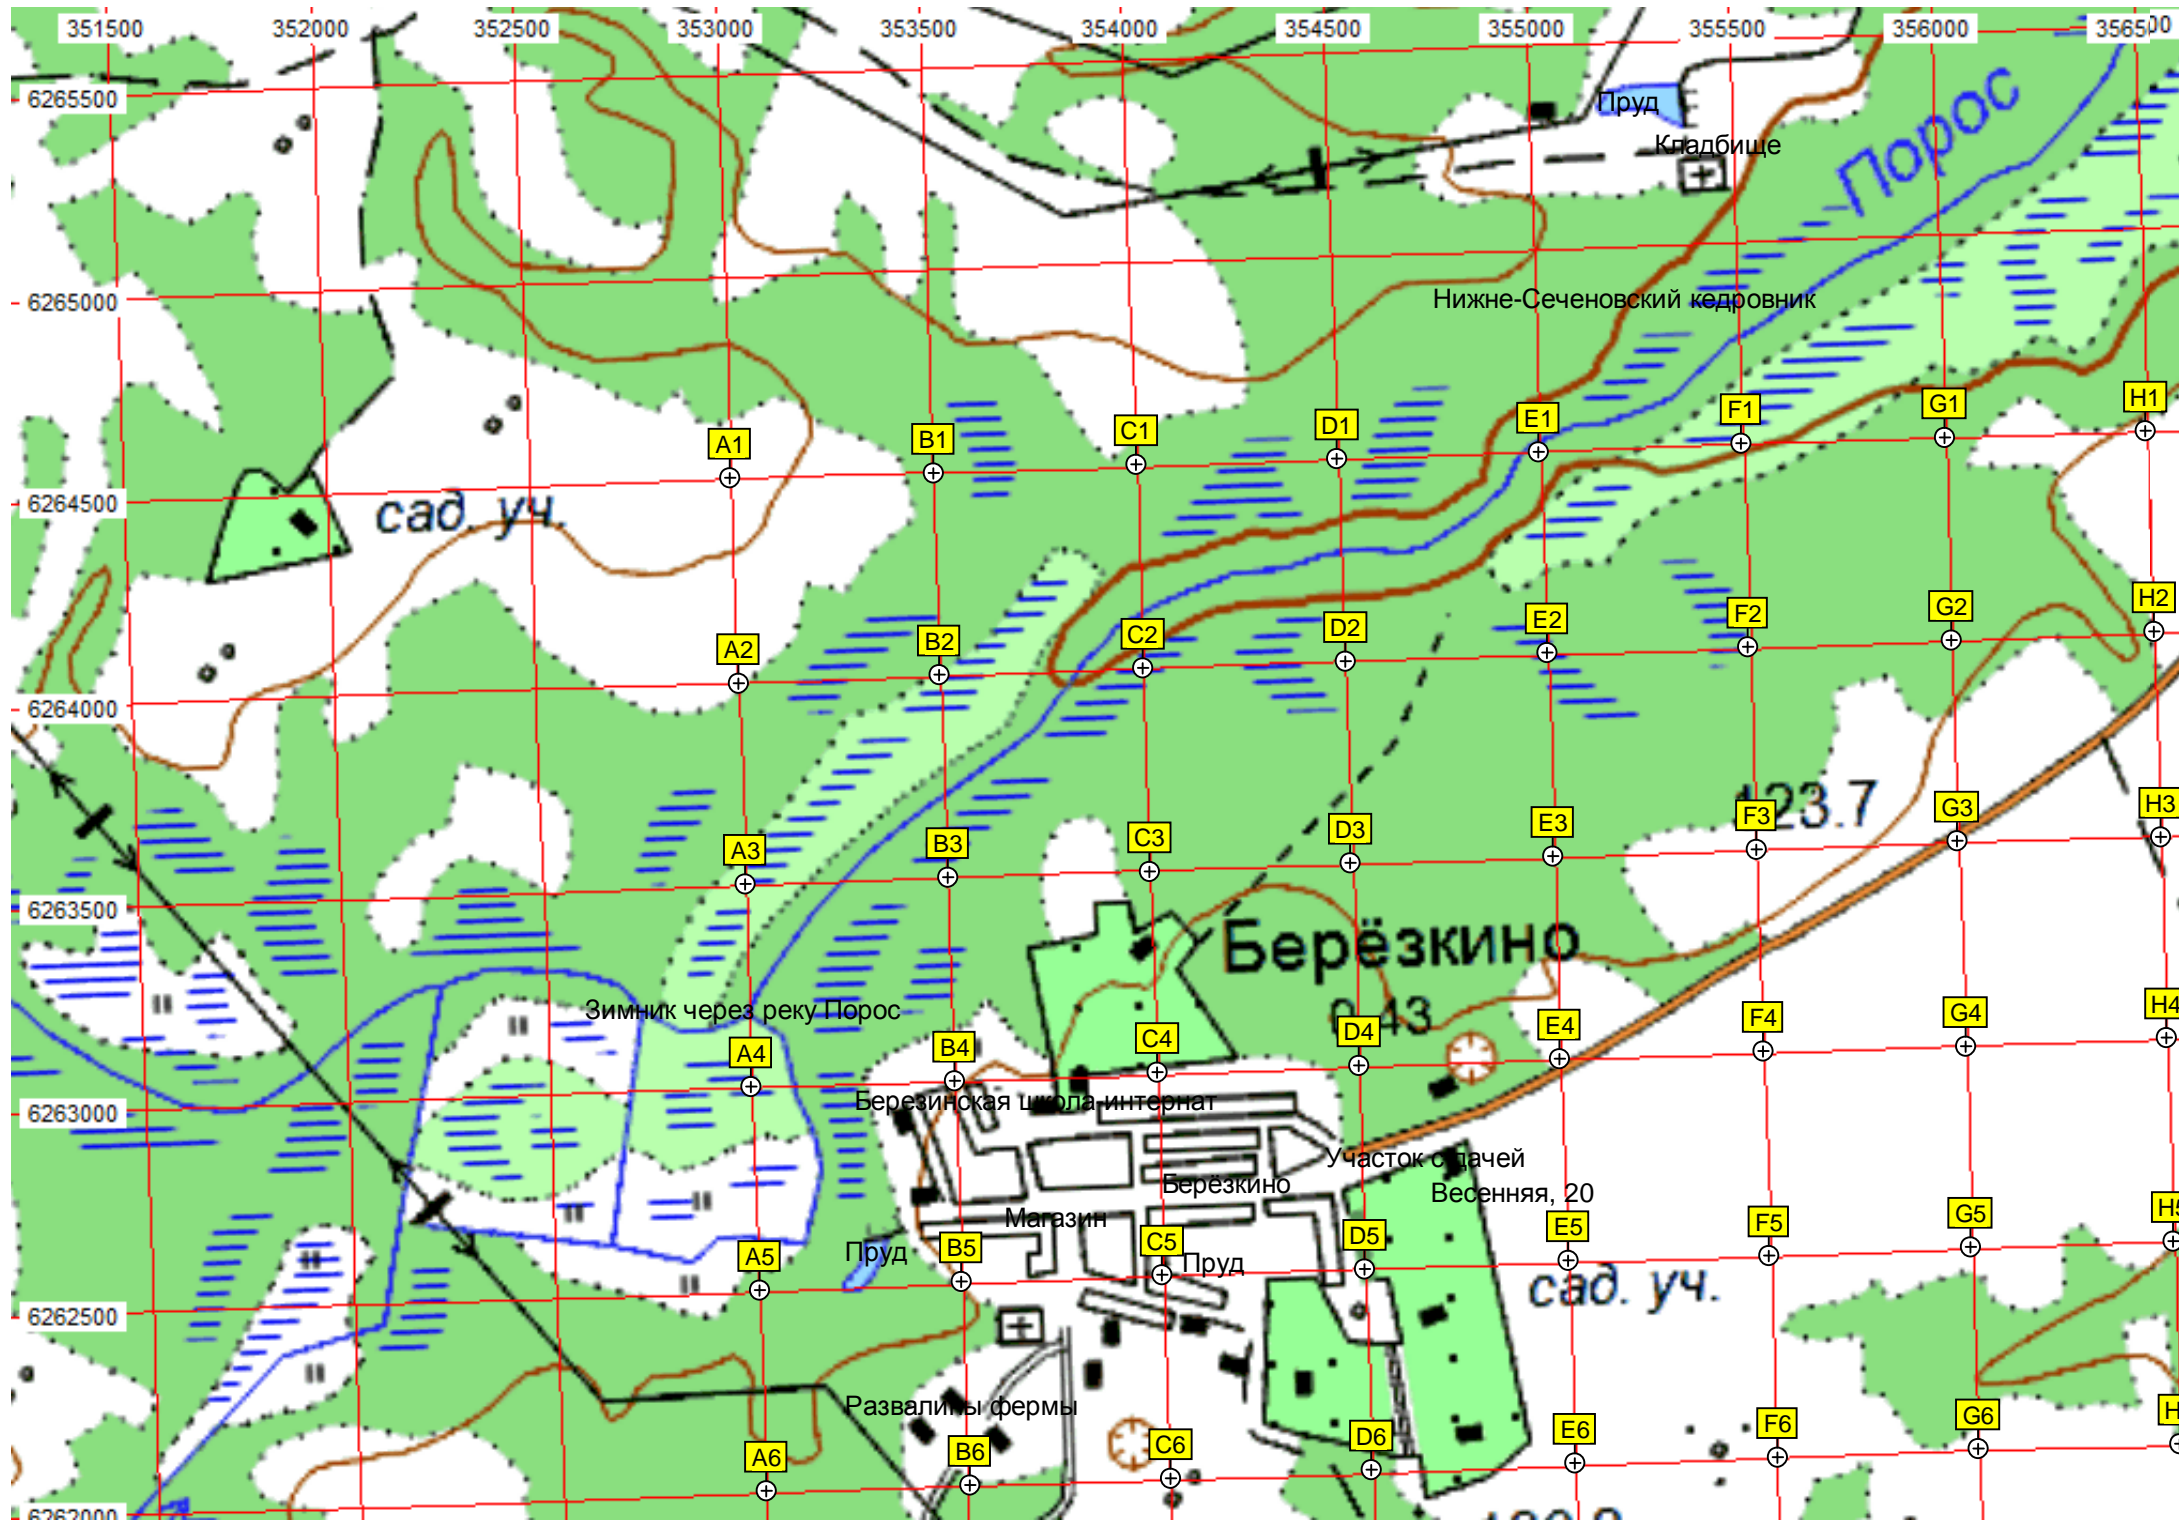 351500 352000 352500 353000 353500 354000 354500 355000 355500 356000 356500
6265500
Пруд
Кладбище
Порос
6265000
Нижне-Сеченовский кедровник
A1 B1 C1 D1 E1 F1 G1 H1
6264500
сад. уч.
A2 B2 C2 D2 E2 F2 G2 H2
6264000
123.7
A3 B3 C3 D3 E3 F3 G3 H3
6263500
Берёзкино
0.43
Зимник через реку Порос
A4 B4 C4 D4 E4 F4 G4 H4
6263000
Березинская школа-интернат
Участок с дачей
Берёзкино
Весенняя, 20
Магазин
Пруд
Пруд
A5 B5 C5 D5 E5 F5 G5 H5
сад. уч.
6262500
Развалины фермы
A6 B6 C6 D6 E6 F6 G6 H
6262000